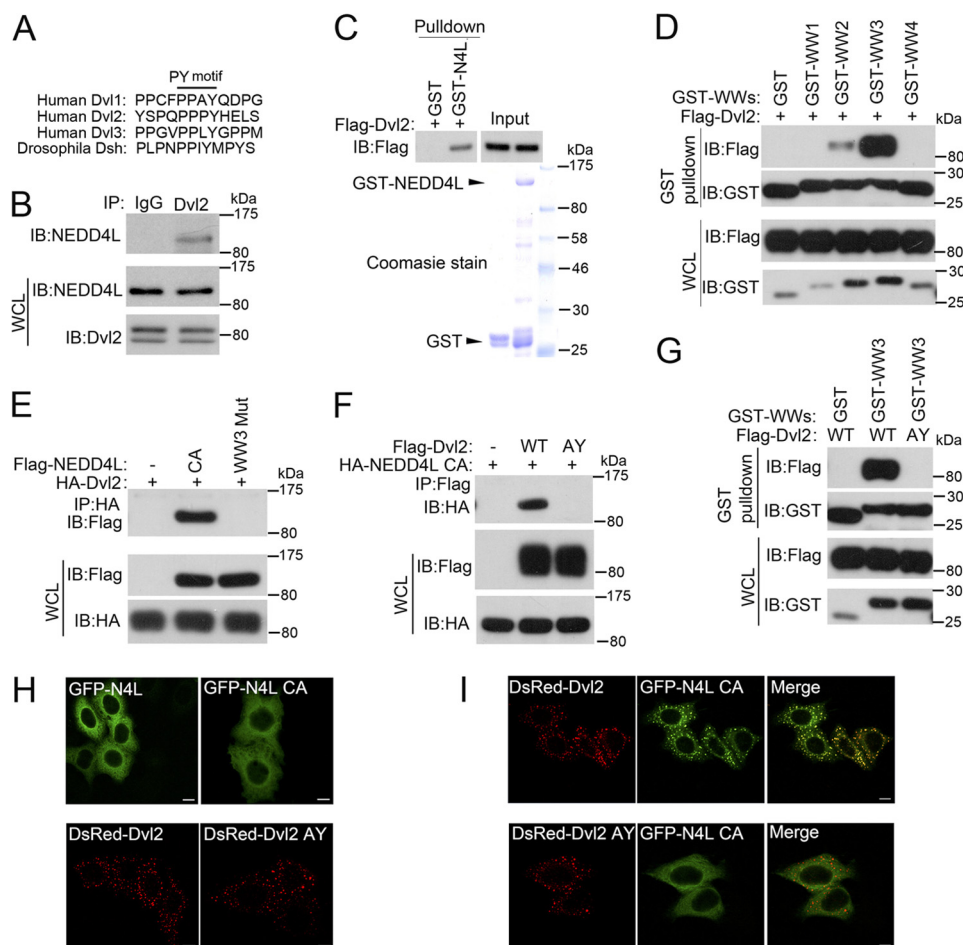 A
PY motif
Human Dvl1: PPCFPPAYQDPG
Human Dvl2: YSPQPPPYHELS
Human Dvl3: PPGVPPLYGPPM
Drosophila Dsh: PLPNPPIYMPYS
B
IP: IgG Dvl2 kDa
IB:NEDD4L
175
80
WCL
IB:NEDD4L
175
80
IB:Dvl2
80
C
Pulldown
GST
GST-N4L
Flag-Dvl2: + + Input
IB:Flag
kDa
175
GST-NEDD4L
80
58
Coomasie stain
46
30
GST
25
D
GST-WWs: GST GST-WW1 GST-WW2 GST-WW3 GST-WW4
Flag-Dvl2: + + + + + kDa
GST pulldown
IB:Flag
80
IB:GST
30
25
WCL
IB:Flag
80
IB:GST
30
25
E
Flag-NEDD4L: - CA WW3 Mut
HA-Dvl2: + + + kDa
IP:HA
IB:Flag
175
80
WCL
IB:Flag
175
80
IB:HA
80
F
Flag-Dvl2: - WT AY
HA-NEDD4L CA: + + + kDa
IP:Flag
IB:HA
175
80
WCL
IB:Flag
80
IB:HA
80
G
GST-WWs: GST GST-WW3 GST-WW3
Flag-Dvl2: WT WT AY kDa
GST pulldown
IB:Flag
80
IB:GST
30
25
WCL
IB:Flag
80
IB:GST
30
25
H
GFP-N4L
GFP-N4L CA
DsRed-Dvl2
DsRed-Dvl2 AY
I
DsRed-Dvl2
GFP-N4L CA
Merge
DsRed-Dvl2 AY
GFP-N4L CA
Merge